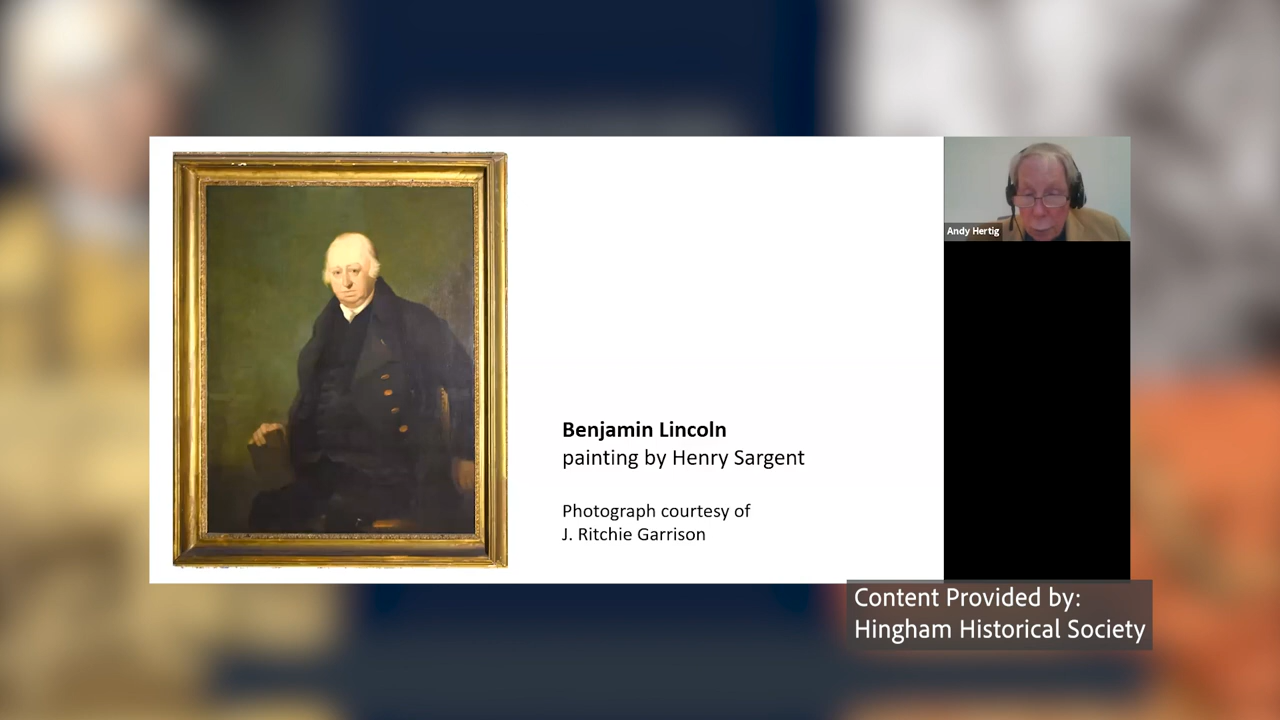 Andy Hertig
Benjamin Lincoln
painting by Henry Sargent
Photograph courtesy of
J. Ritchie Garrison
Content Provided by:
Hingham Historical Society